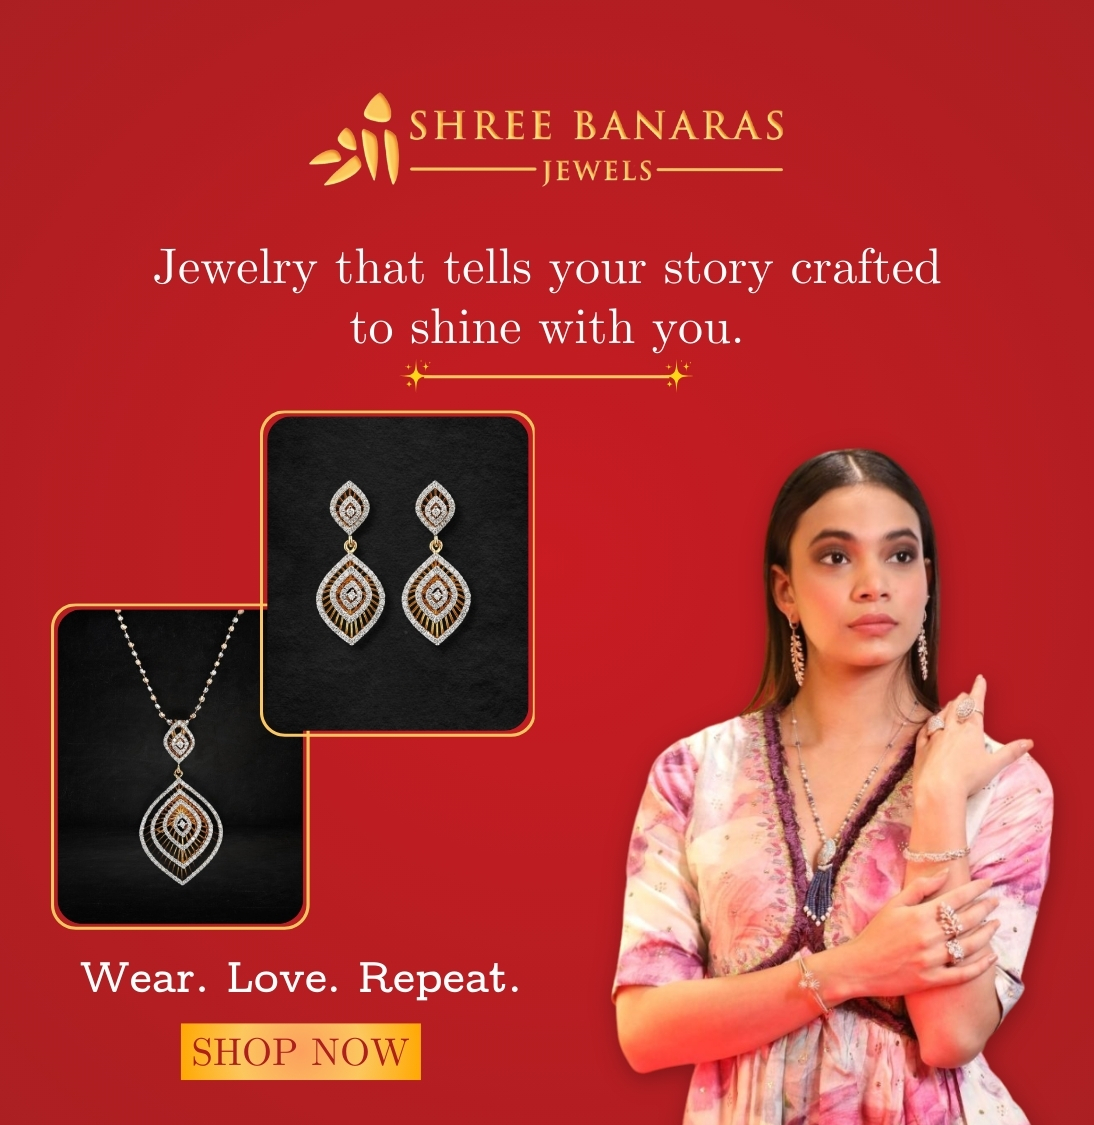 SHREE BANARAS
JEWELS
Jewelry that tells your story crafted
to shine with you.
Wear. Love. Repeat.
SHOP NOW